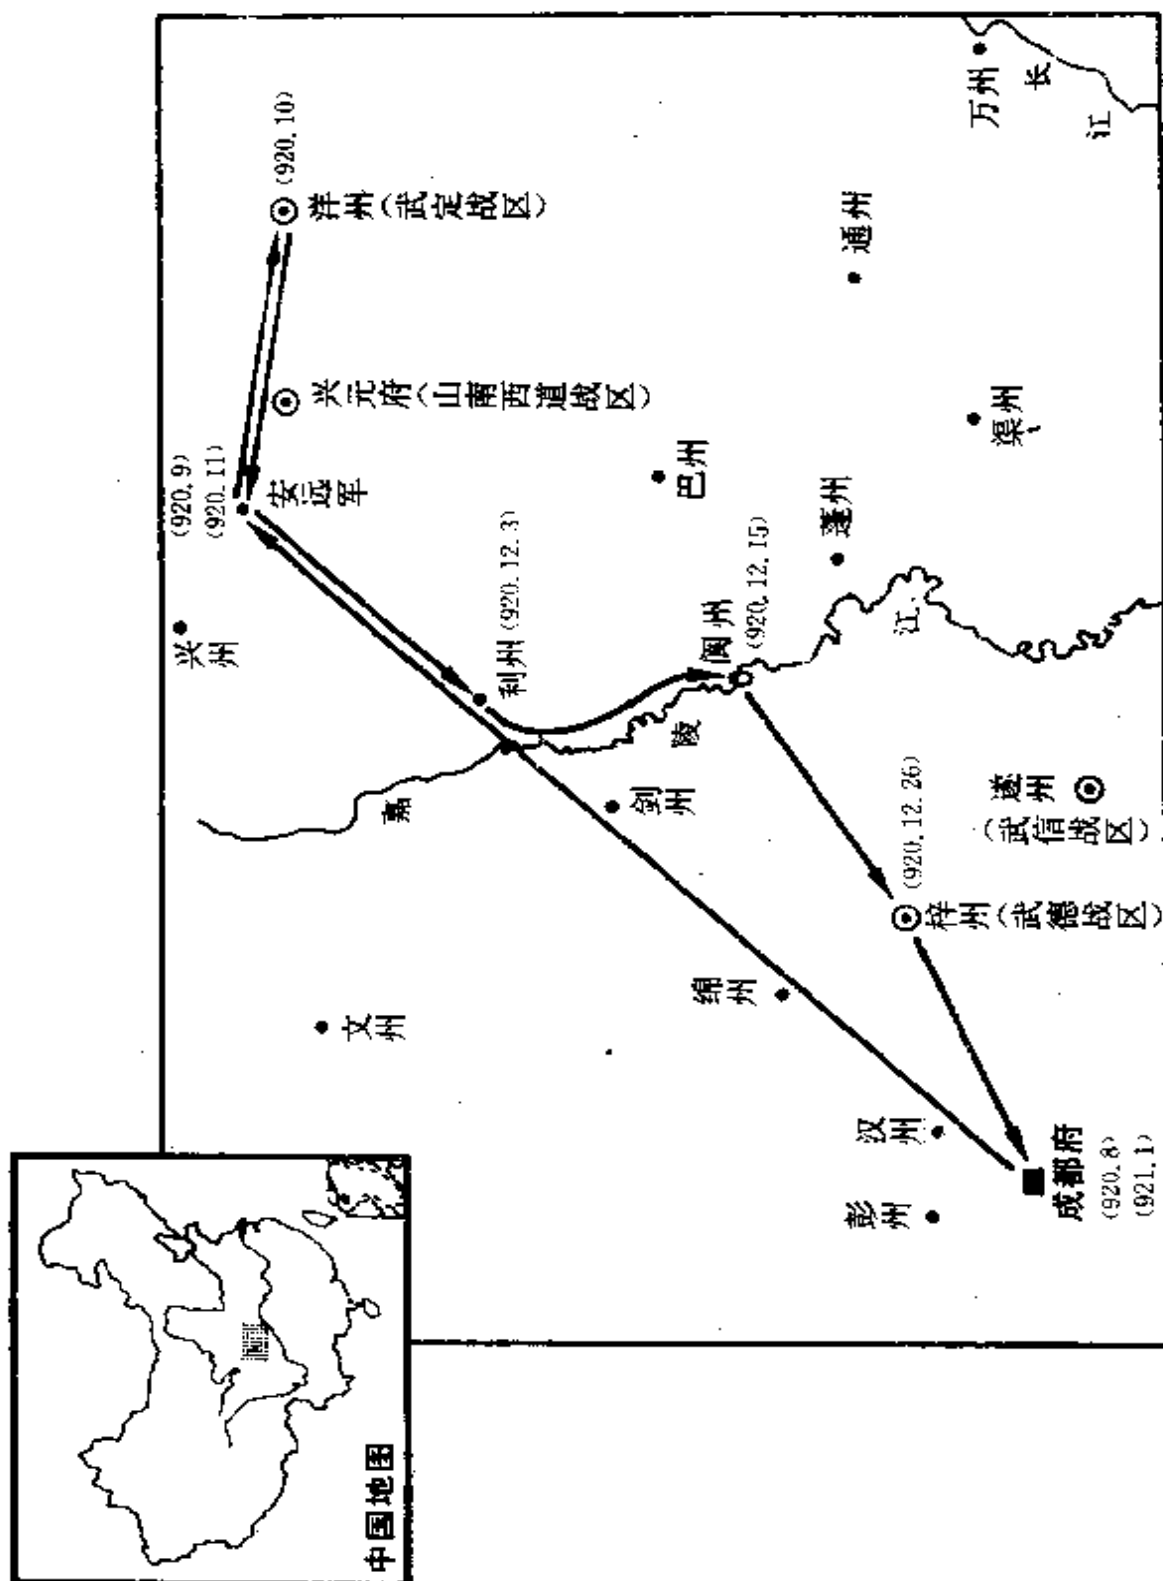 (920.10)
洋州(武定战区)
万州
长
江
通州
兴元府(山南西道战区)
(920.9)
(920.11)
安远军
巴州
渠州
蓬州
兴
州
利州(920.12.3)
阆州
(920.12.15)
江
陵
嘉
剑
州
遂
州
(武信战区)
(920.12.26)
梓州(武德战区)
绵
州
文
州
汉
州
彭
州
成都府
(920.8)
(921.1)
中国地图